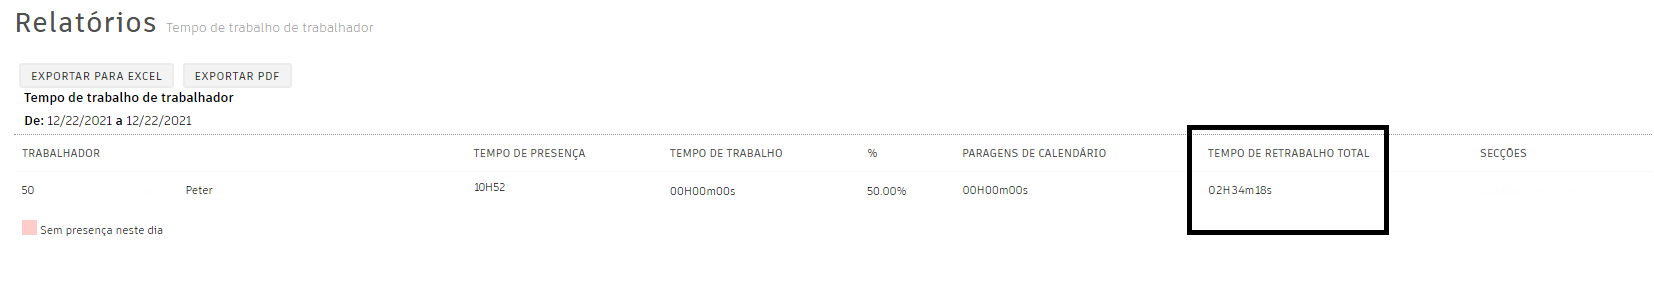 Relatórios Tempo de trabalho de trabalhador
EXPORTAR PARA EXCEL EXPORTAR PDF
Tempo de trabalho de trabalhador
De: 12/22/2021 a 12/22/2021
TRABALHADOR TEMPO DE PRESENÇA TEMPO DE TRABALHO % PARAGENS DE CALENDÁRIO TEMPO DE RETRABALHO TOTAL SECÇÕES
50 Peter 10H52 00H00m00s 50.00% 00H00m00s 02H34m18s
Sem presença neste dia